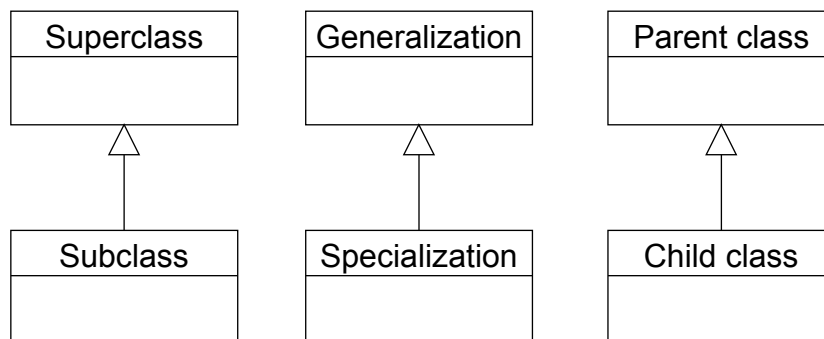 Superclass
Generalization
Parent class
Subclass
Specialization
Child class